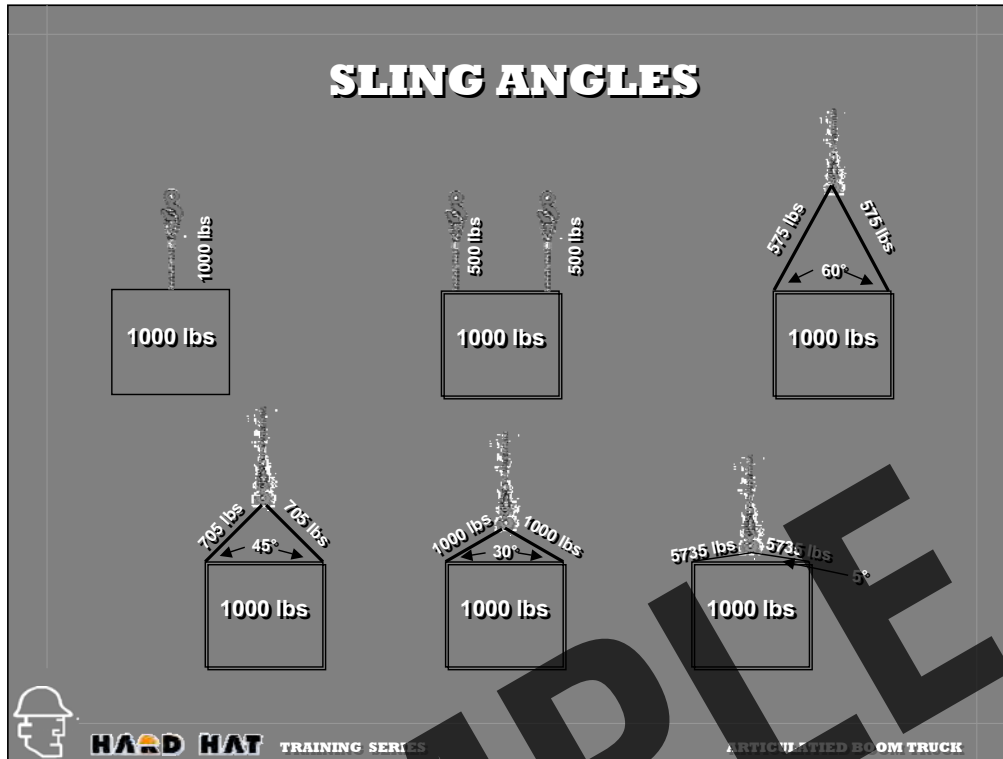 SLING ANGLES
1000 lbs
1000 lbs
500 lbs
500 lbs
1000 lbs
575 lbs
575 lbs
60°
1000 lbs
705 lbs
705 lbs
45°
1000 lbs
1000 lbs
1000 lbs
30°
1000 lbs
5735 lbs
5735 lbs
5°
1000 lbs
HARD HAT TRAINING SERIES
ARTICULATIED BOOM TRUCK